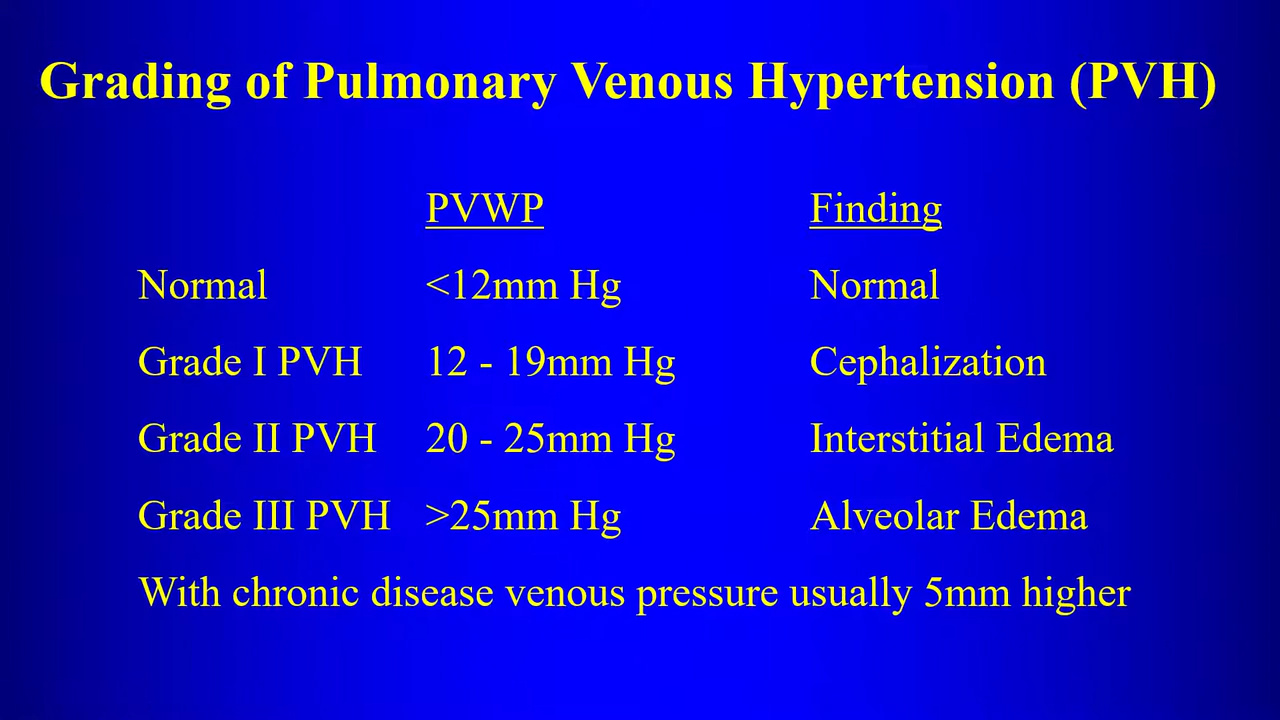 Grading of Pulmonary Venous Hypertension (PVH)
PVWP Finding
Normal <12mm Hg Normal
Grade I PVH 12 - 19mm Hg Cephalization
Grade II PVH 20 - 25mm Hg Interstitial Edema
Grade III PVH >25mm Hg Alveolar Edema
With chronic disease venous pressure usually 5mm higher